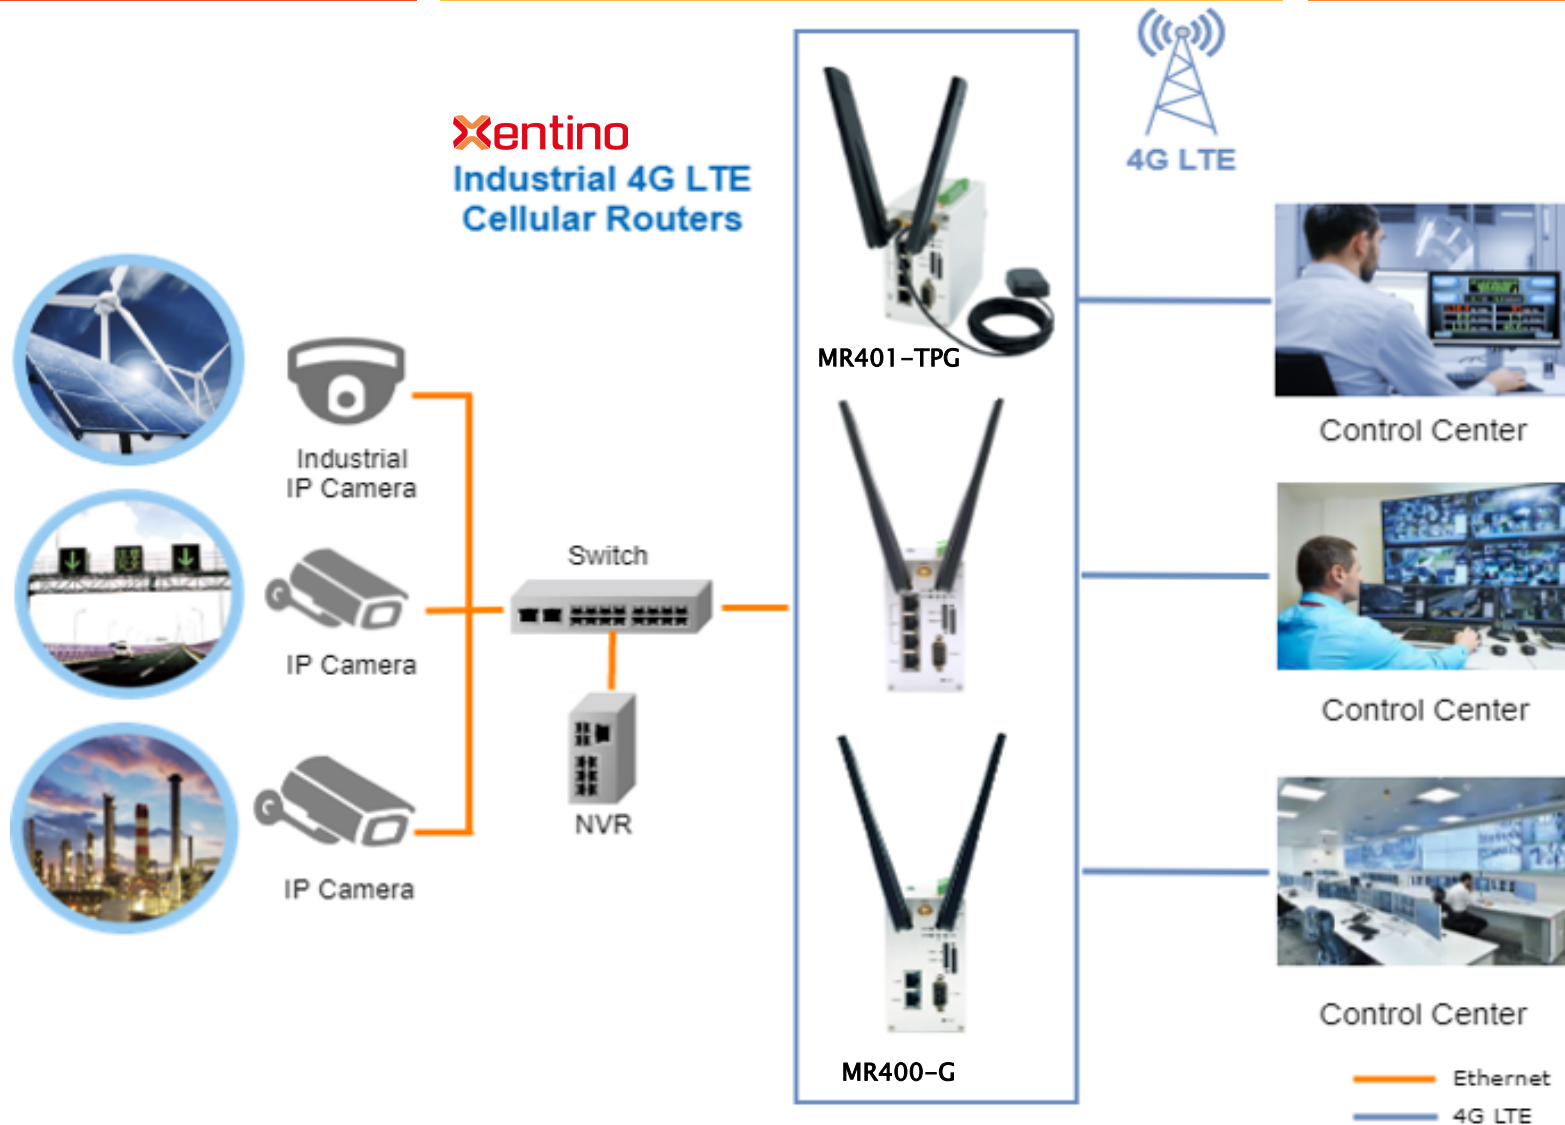 Xentino
Industrial 4G LTE
Cellular Routers
4G LTE
MR401-TPG
Control Center
Industrial
IP Camera
Switch
IP Camera
Control Center
NVR
IP Camera
Control Center
MR400-G
Ethernet
4G LTE